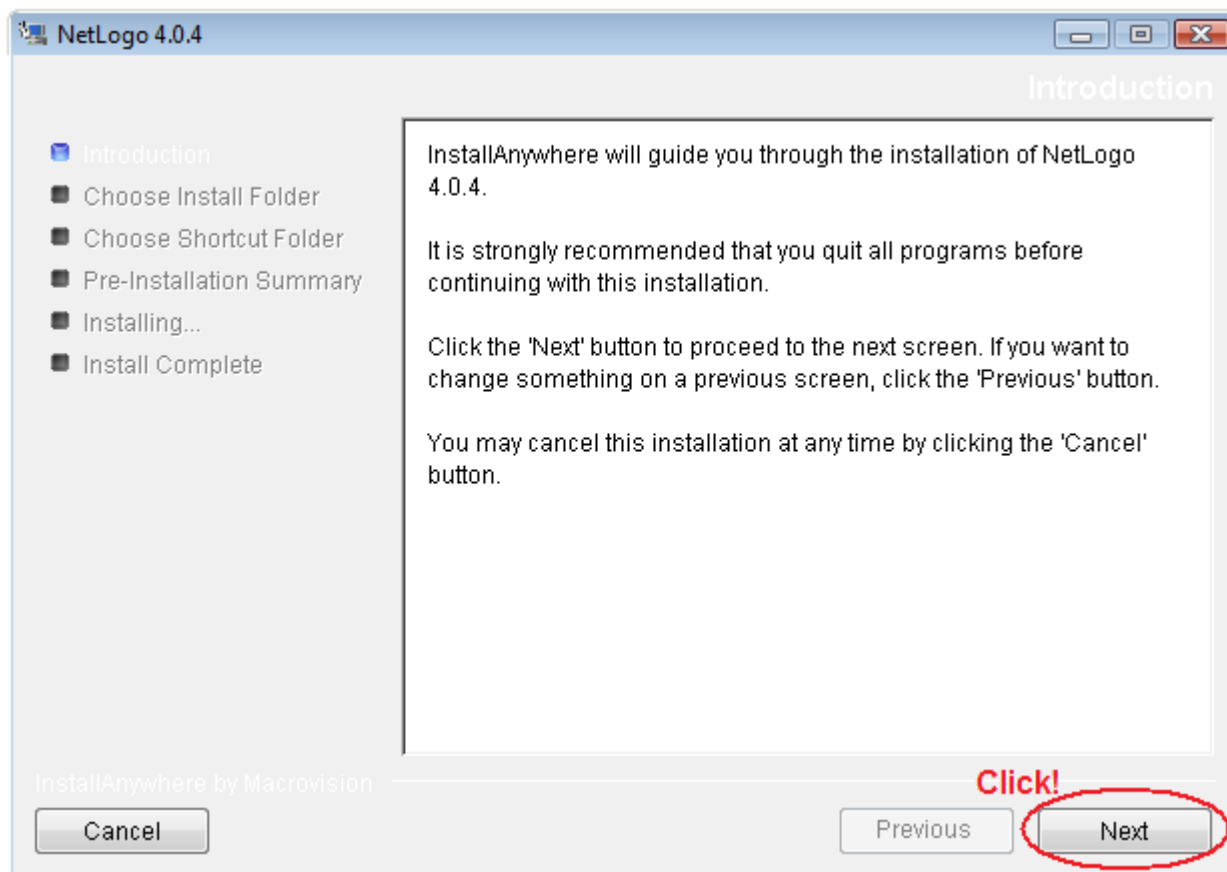 NetLogo 4.0.4
Introduction
Introduction
Choose Install Folder
Choose Shortcut Folder
Pre-Installation Summary
Installing...
Install Complete
InstallAnywhere will guide you through the installation of NetLogo
4.0.4.
It is strongly recommended that you quit all programs before
continuing with this installation.
Click the 'Next' button to proceed to the next screen. If you want to
change something on a previous screen, click the 'Previous' button.
You may cancel this installation at any time by clicking the 'Cancel'
button.
InstallAnywhere by Macrovision
Click!
Cancel
Previous
Next